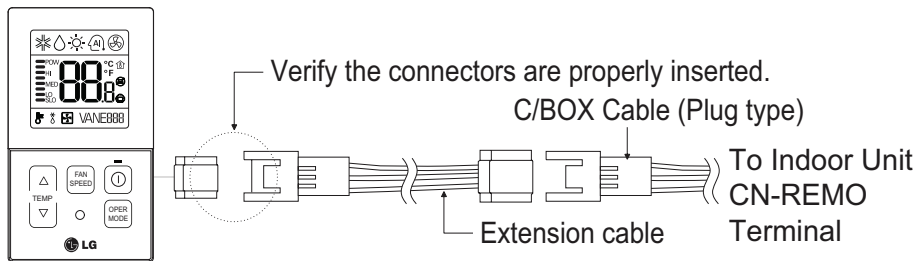 POW
HI
MED
LO
SLO
88.8
°C
°F
AI
VANE888
TEMP
FAN
SPEED
OPER
MODE
LG
Verify the connectors are properly inserted.
C/BOX Cable (Plug type)
To Indoor Unit
CN-REMO
Terminal
Extension cable